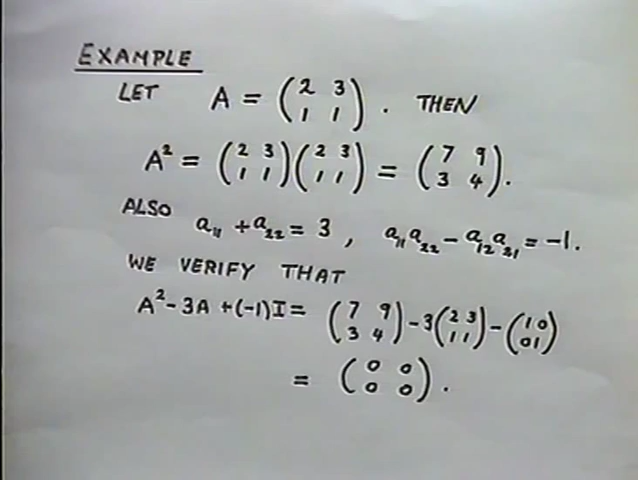 EXAMPLE
LET A = (2 3 1 1). THEN
A² = (2 3 1 1)(2 3 1 1) = (7 9 3 4).
ALSO a₁₁ + a₂₂ = 3, a₁₁a₂₂ − a₁₂a₂₁ = −1.
WE VERIFY THAT
A² − 3A + (−1)I = (7 9 3 4) − 3(2 3 1 1) − (1 0 0 1)
= (0 0 0 0).